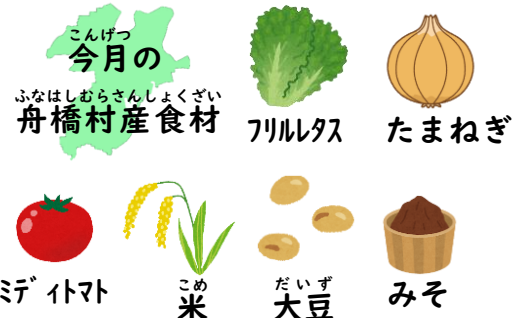 こんげつ
今月の
ふなはしむらさんしょくざい
舟橋村産食材
ﾌﾘﾙﾚﾀｽ
たまねぎ
ﾐﾃﾞｨﾄﾏﾄ
こめ
米
だいず
大豆
みそ